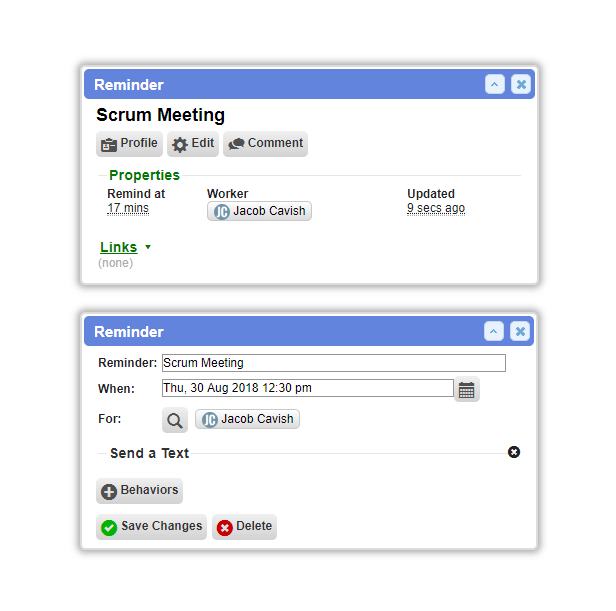 Reminder
Scrum Meeting
Profile Edit Comment
Properties
Remind at Worker Updated
17 mins JC Jacob Cavish 9 secs ago
Links
(none)
Reminder
Reminder: Scrum Meeting
When: Thu, 30 Aug 2018 12:30 pm
For: JC Jacob Cavish
Send a Text
Behaviors
Save Changes Delete